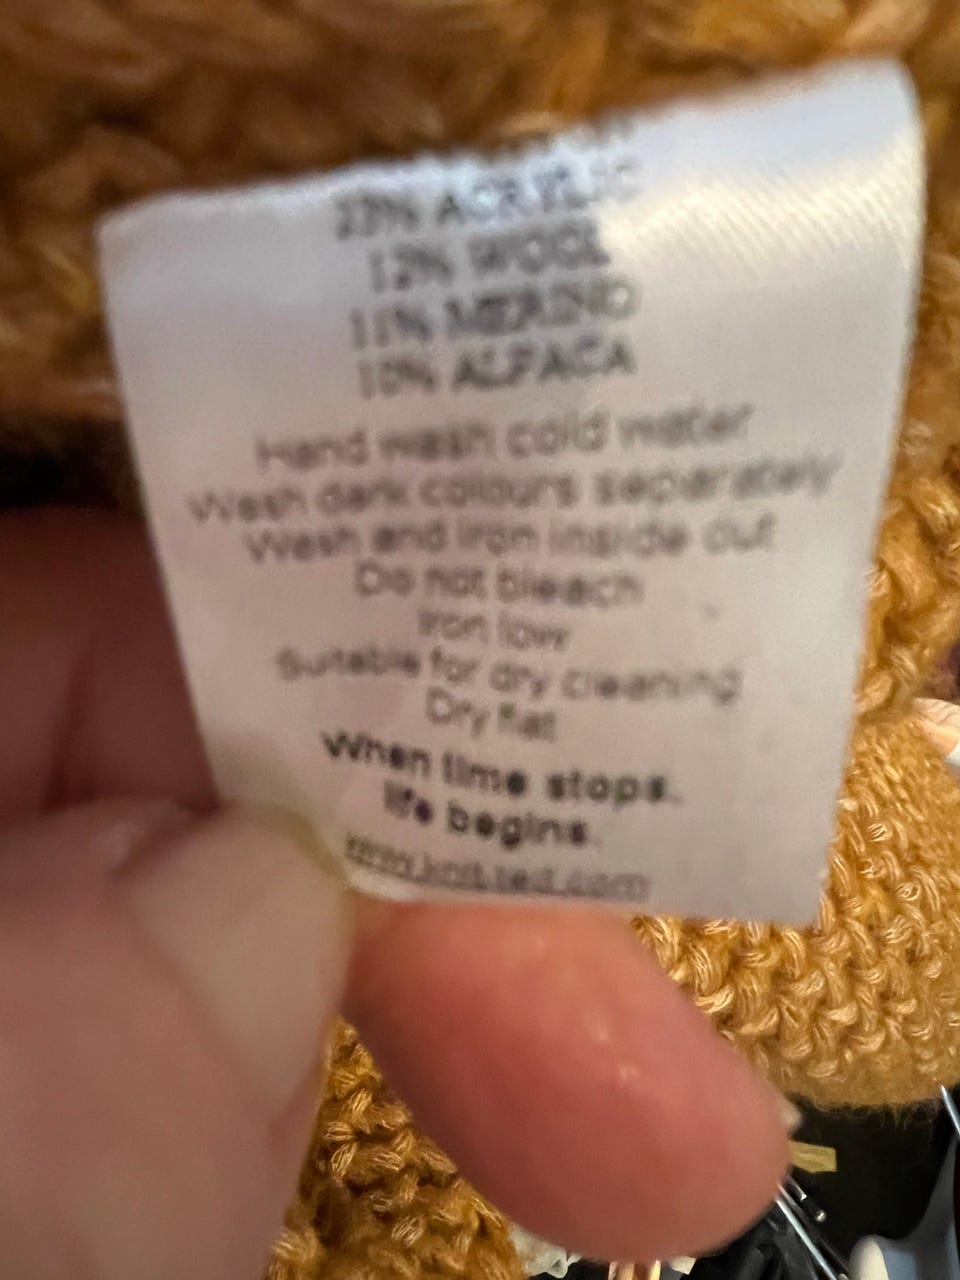 ACRYLIC
12% WOOL
11% MERINO
10% ALPACA
Hand wash cold water
Wash dark colours separately
Wash and iron inside out
Do not bleach
Iron low
Suitable for dry cleaning
Dry flat
When time stops.
life begins.